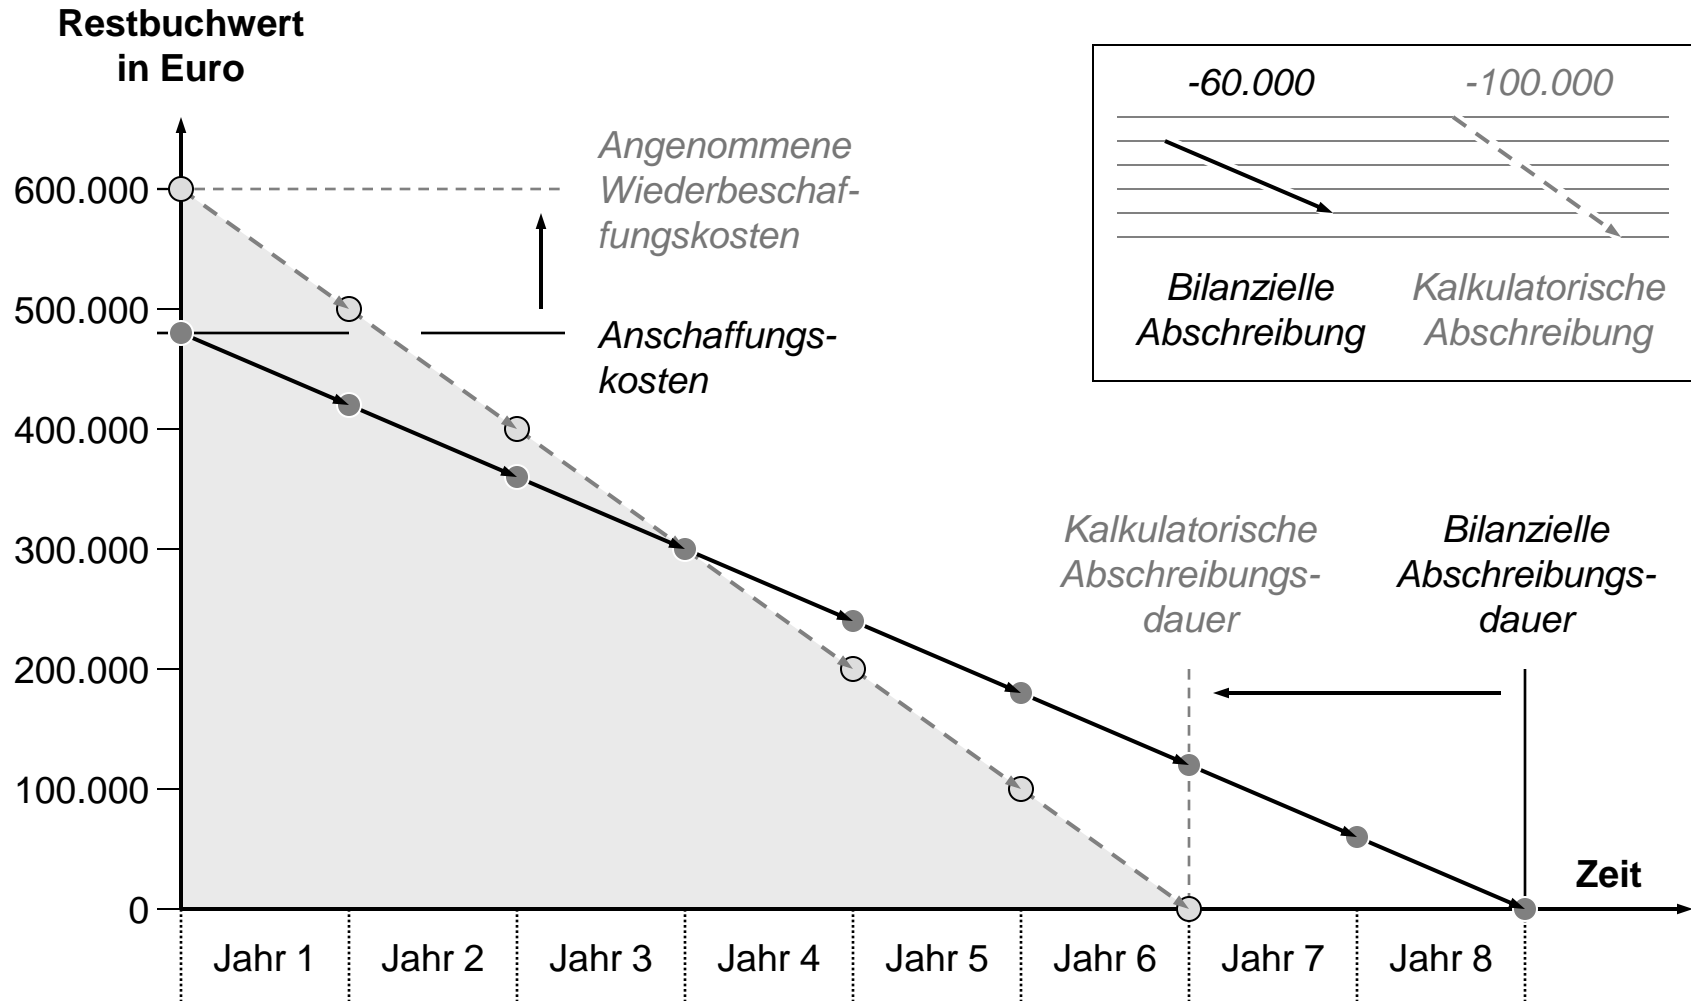 Restbuchwert
in Euro
-60.000
-100.000
Bilanzielle
Abschreibung
Kalkulatorische
Abschreibung
Angenommene
Wiederbeschaf-
fungskosten
Anschaffungs-
kosten
600.000
500.000
400.000
300.000
200.000
100.000
0
Kalkulatorische
Abschreibungs-
dauer
Bilanzielle
Abschreibungs-
dauer
Zeit
Jahr 1
Jahr 2
Jahr 3
Jahr 4
Jahr 5
Jahr 6
Jahr 7
Jahr 8